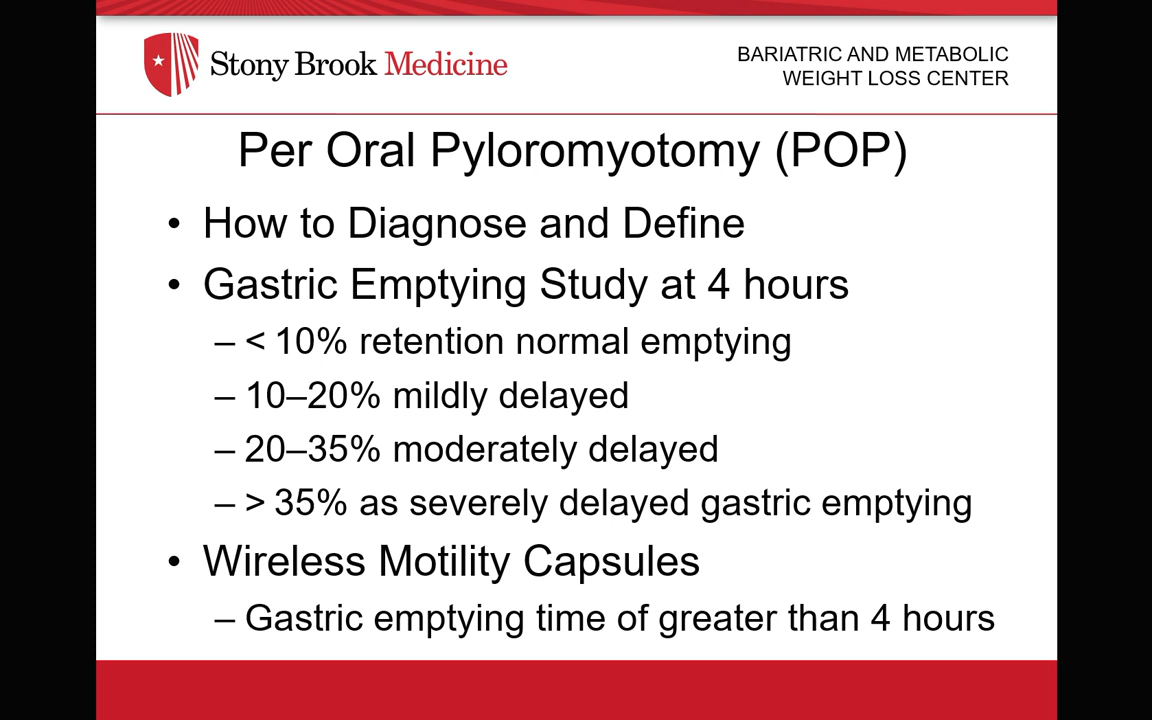 Stony Brook Medicine
BARIATRIC AND METABOLIC
WEIGHT LOSS CENTER
Per Oral Pyloromyotomy (POP)
• How to Diagnose and Define
• Gastric Emptying Study at 4 hours
– < 10% retention normal emptying
– 10–20% mildly delayed
– 20–35% moderately delayed
– > 35% as severely delayed gastric emptying
• Wireless Motility Capsules
– Gastric emptying time of greater than 4 hours